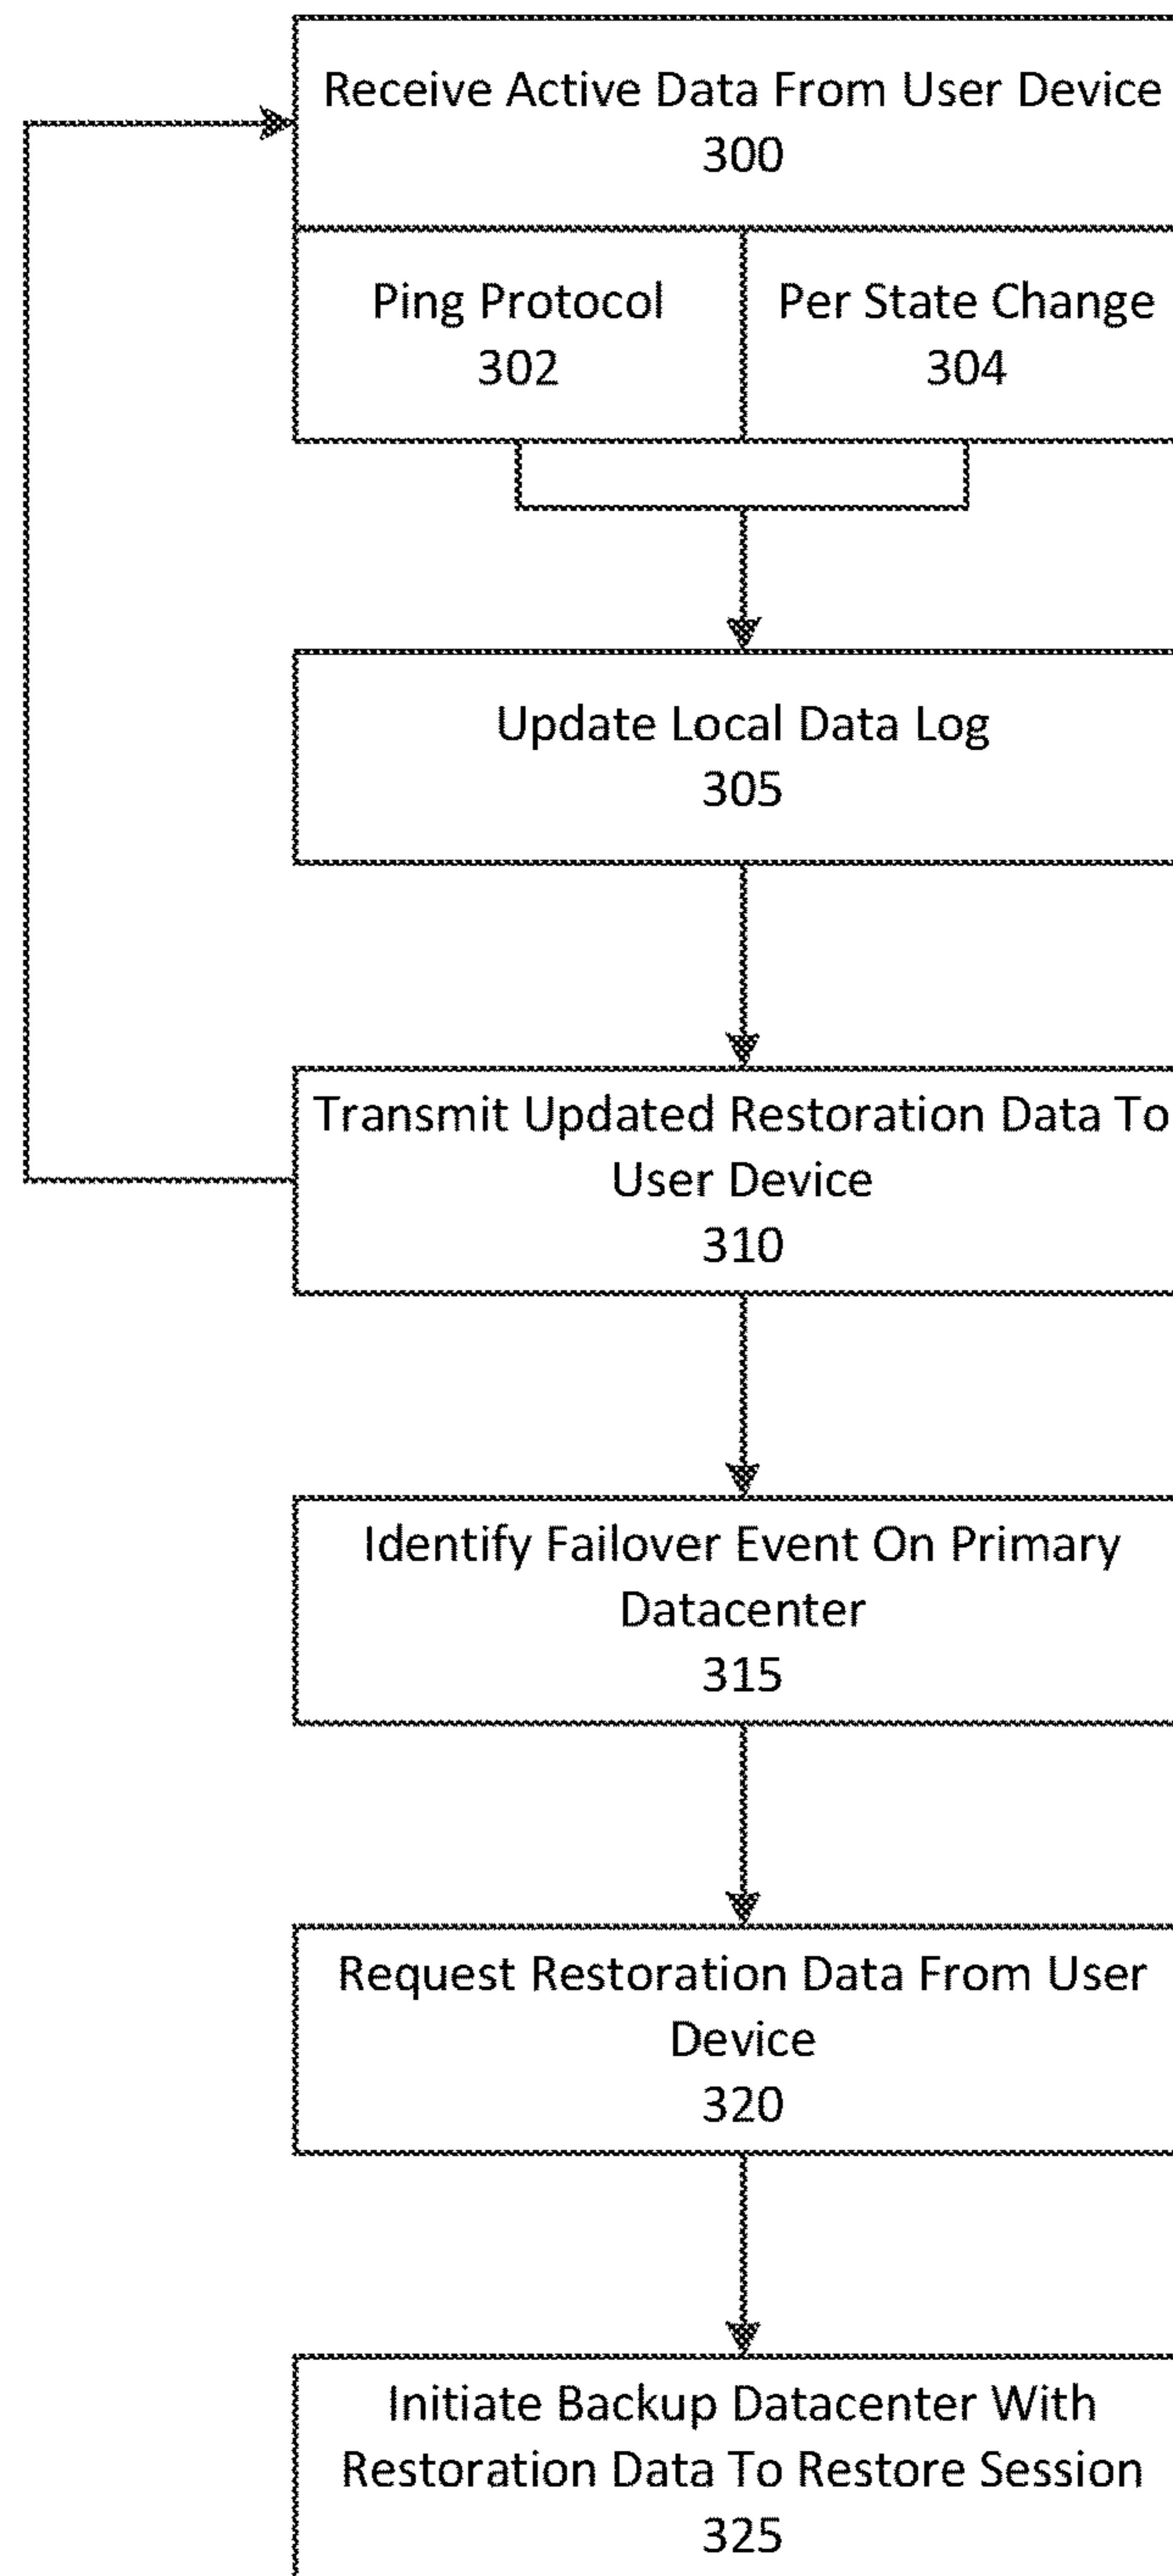 Receive Active Data From User Device
300
Ping Protocol
302
Per State Change
304
Update Local Data Log
305
Transmit Updated Restoration Data To
User Device
310
Identify Failover Event On Primary
Datacenter
315
Request Restoration Data From User
Device
320
Initiate Backup Datacenter With
Restoration Data To Restore Session
325